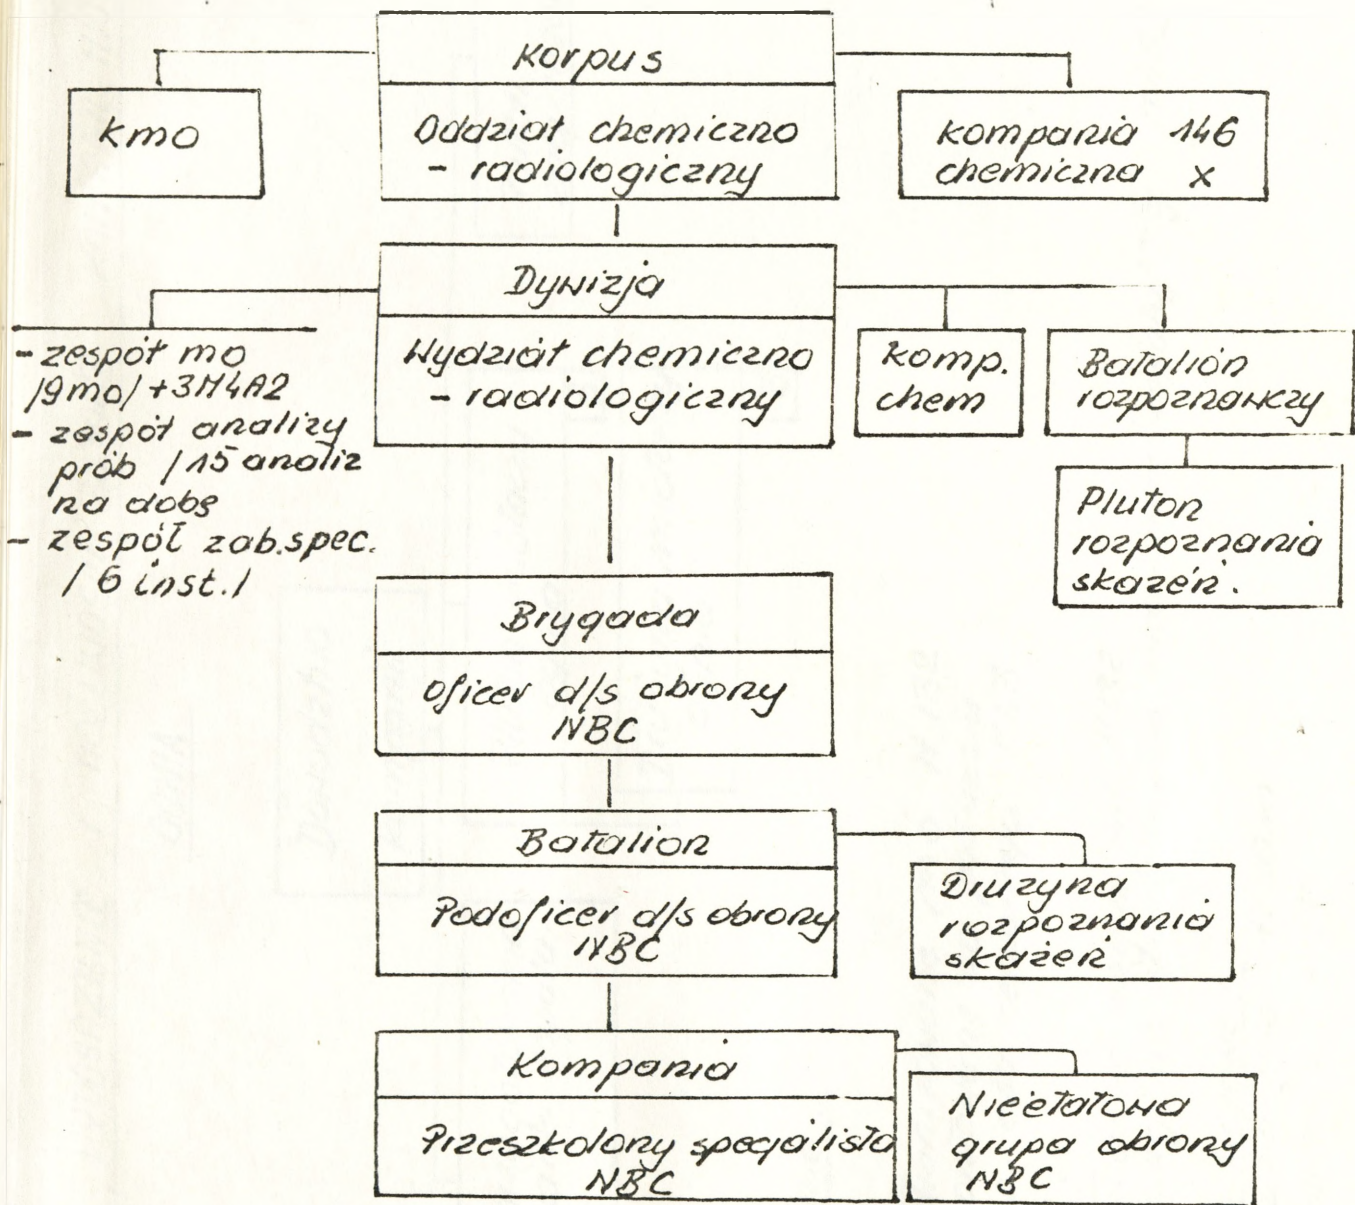 Korpus
kmo
Oddział chemiczno
- radiologiczny
kompania 146
chemiczna x
Dywizja
Wydział chemiczno
- radiologiczny
- zespół mo
/9mo/ +3M4A2
- zespół analizy
prób /15 analiz
na dobę
- zespół zab.spec.
/ 6 inst./
komp.
chem
Batalion
rozpoznawczy
Pluton
rozpoznania
skażeń.
Brygada
Oficer d/s obrony
NBC
Batalion
Podoficer d/s obrony
NBC
Drużyna
rozpoznania
skażeń
Kompania
Przeszkolony specjalista
NBC
Nieetatowa
grupa obrony
NBC